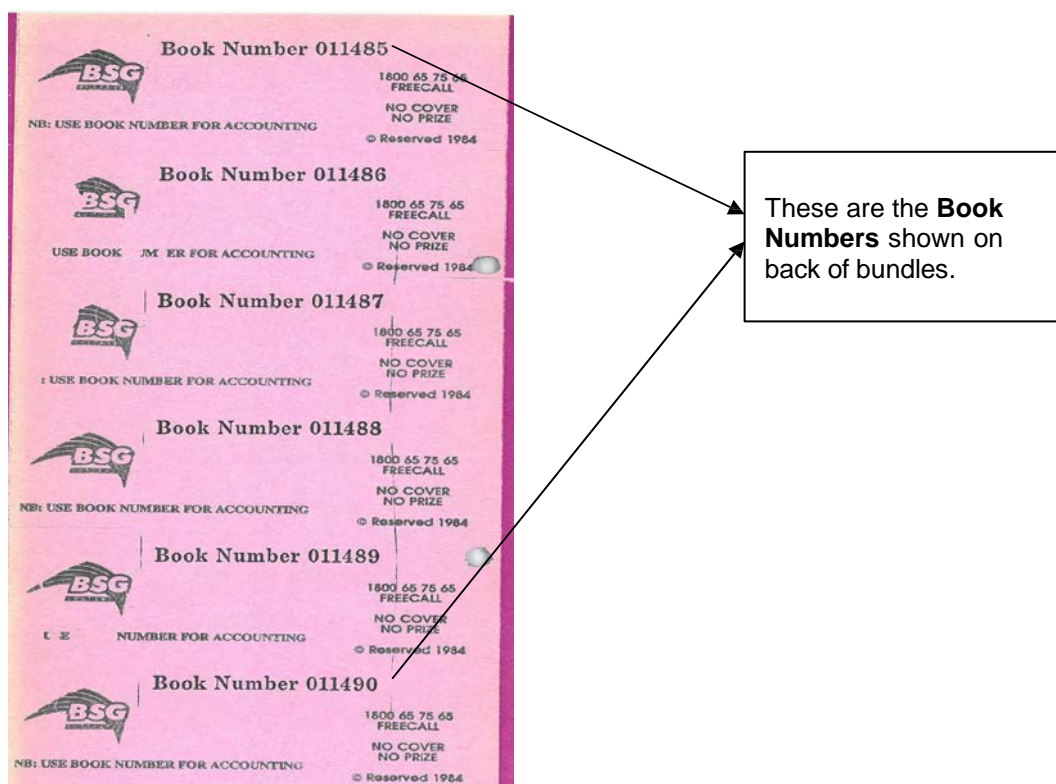 Book Number 011485
BSG
1800 65 75 65
FREECALL
NO COVER
NO PRIZE
NB: USE BOOK NUMBER FOR ACCOUNTING
© Reserved 1984
Book Number 011486
BSG
1800 65 75 65
FREECALL
NO COVER
NO PRIZE
USE BOOK UM ER FOR ACCOUNTING
© Reserved 1984
Book Number 011487
BSG
1800 65 75 65
FREECALL
NO COVER
NO PRIZE
: USE BOOK NUMBER FOR ACCOUNTING
© Reserved 1984
Book Number 011488
BSG
1800 65 75 65
FREECALL
NO COVER
NO PRIZE
NB: USE BOOK NUMBER FOR ACCOUNTING
© Reserved 1984
Book Number 011489
BSG
1800 65 75 65
FREECALL
NO COVER
NO PRIZE
E NUMBER FOR ACCOUNTING
© Reserved 1984
Book Number 011490
BSG
1800 65 75 65
FREECALL
NO COVER
NO PRIZE
NB: USE BOOK NUMBER FOR ACCOUNTING
© Reserved 1984
These are the Book
Numbers shown on
back of bundles.